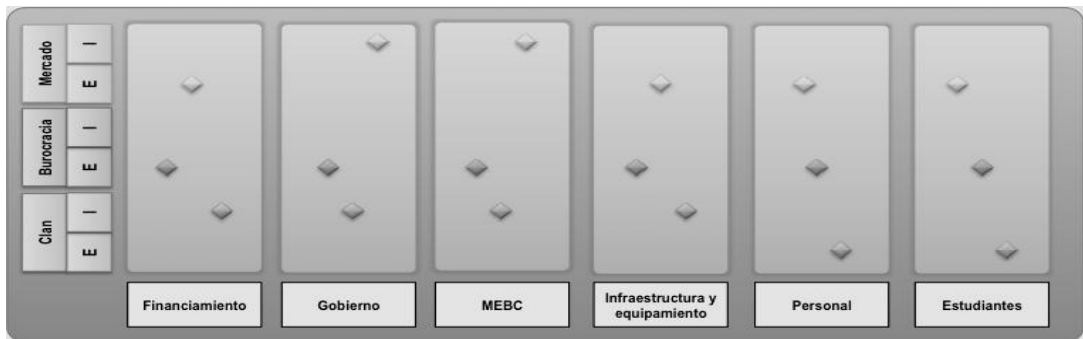 Mercado
I
E
Burocracia
I
E
Clan
I
E
Financiamiento
Gobierno
MEBC
Infraestructura y
equipamiento
Personal
Estudiantes